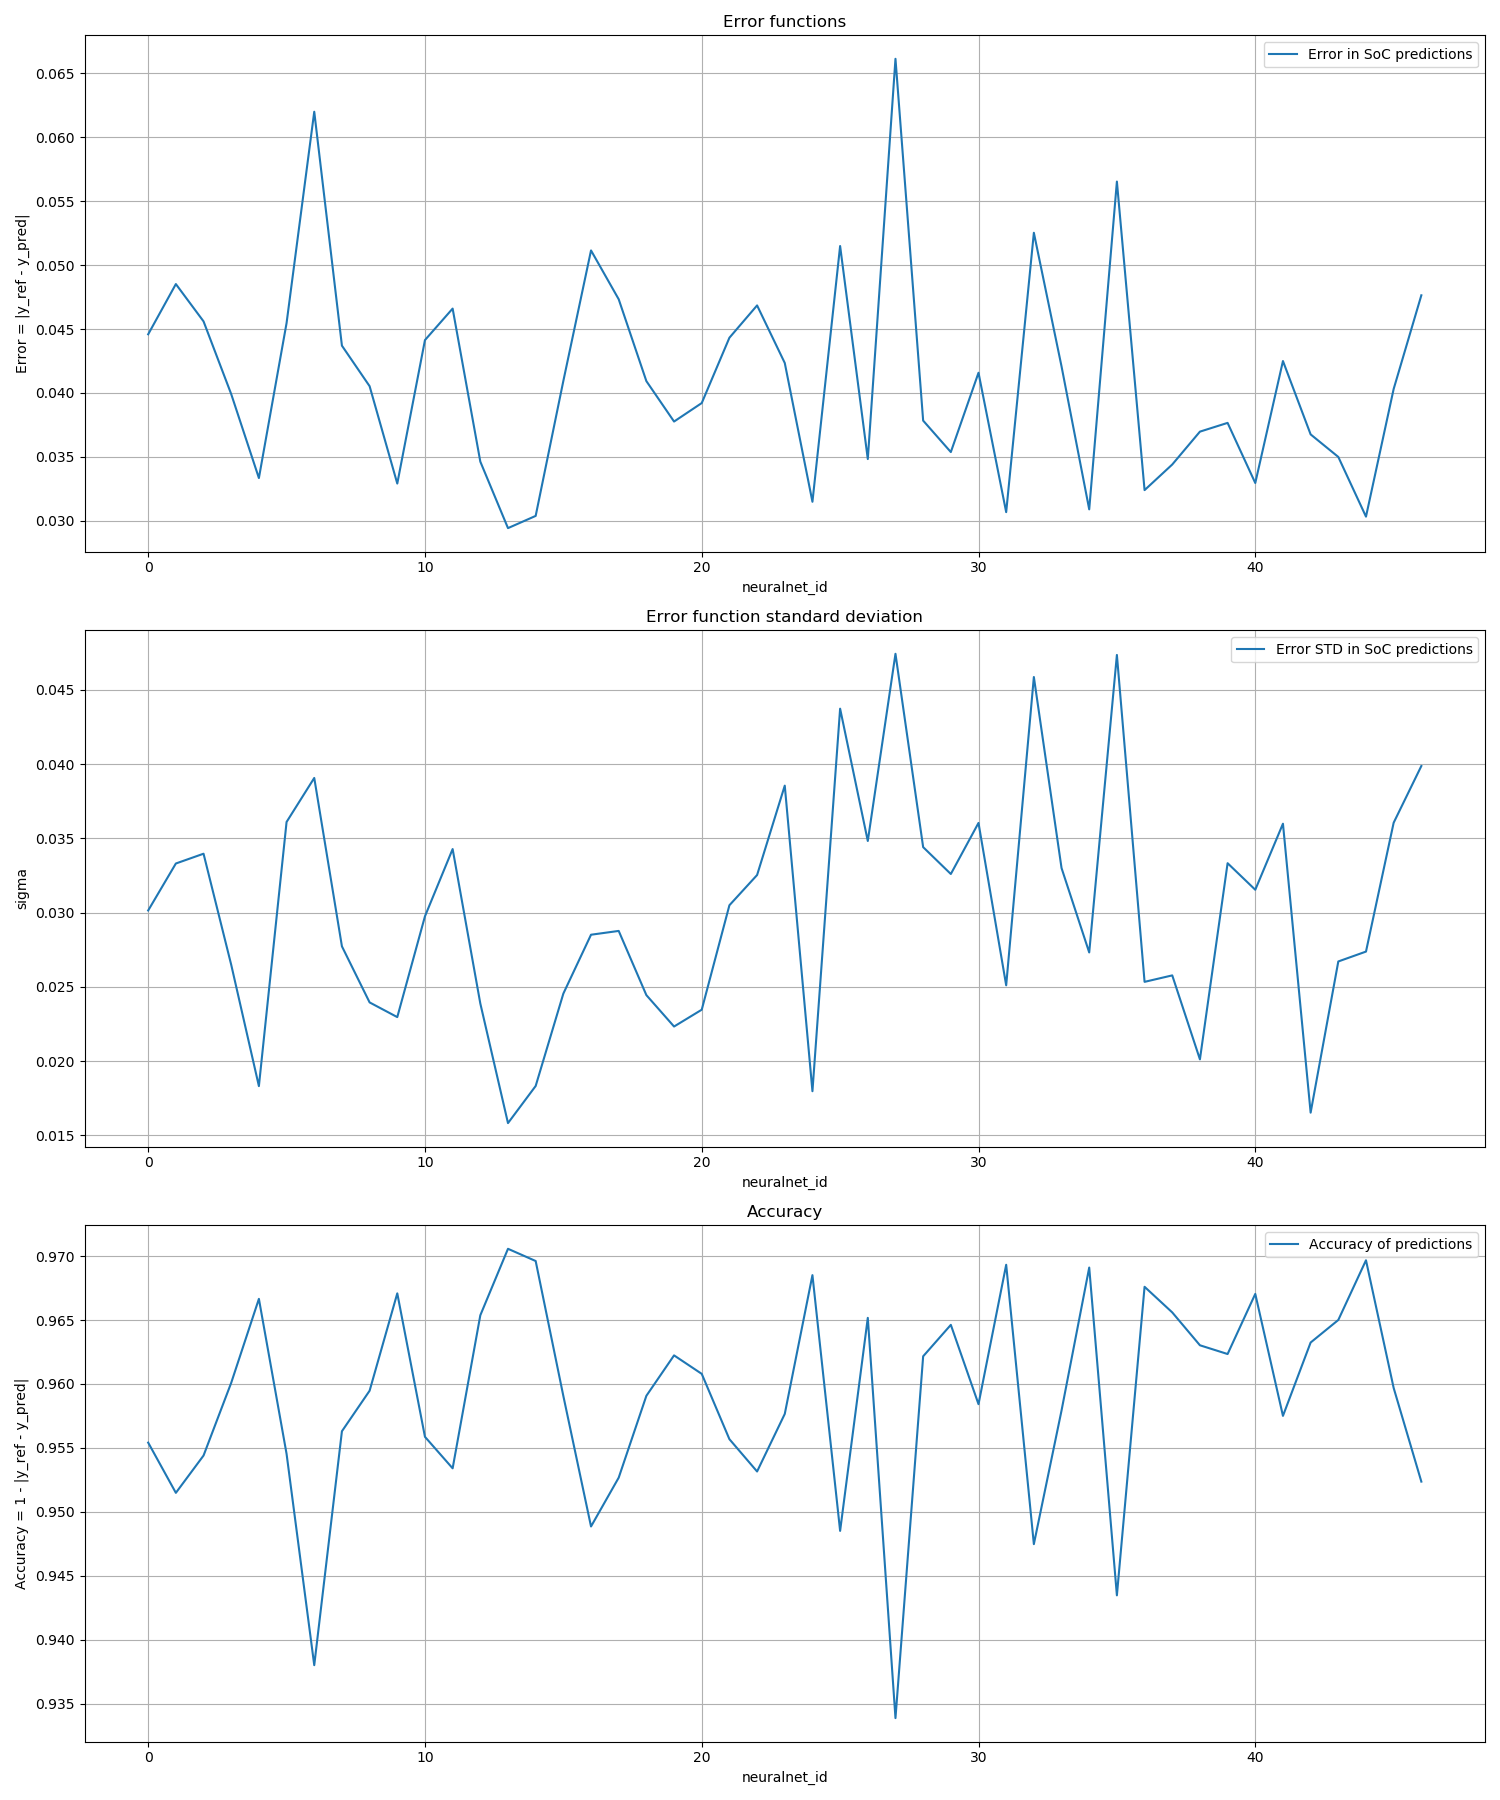 Error functions
Error in SoC predictions
0.065
0.060
0.055
0.050
0.045
0.040
0.035
0.030
Error = |y_ref - y_pred|
0 10 20 30 40
neuralnet_id
Error function standard deviation
Error STD in SoC predictions
0.045
0.040
0.035
0.030
0.025
0.020
0.015
sigma
0 10 20 30 40
neuralnet_id
Accuracy
Accuracy of predictions
0.970
0.965
0.960
0.955
0.950
0.945
0.940
0.935
Accuracy = 1 - |y_ref - y_pred|
0 10 20 30 40
neuralnet_id